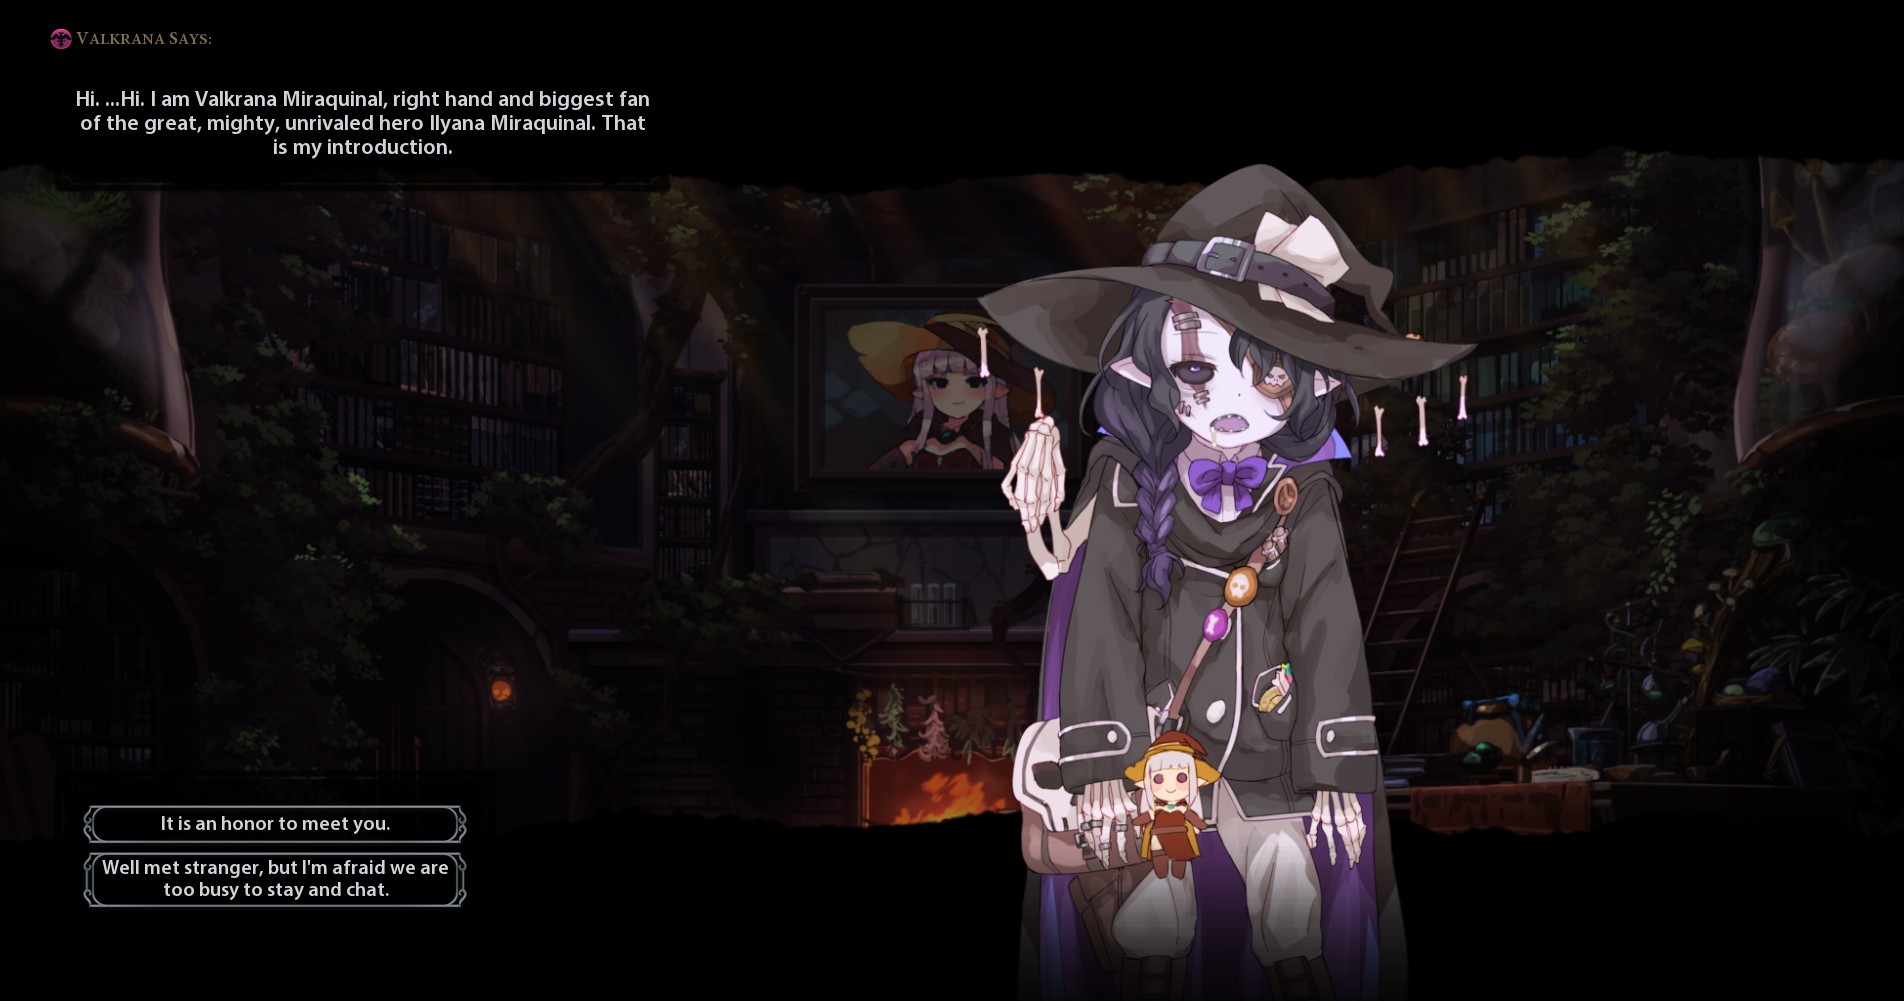 Valkrana Says:
Hi. ...Hi. I am Valkrana Miraquinal, right hand and biggest fan
of the great, mighty, unrivaled hero Ilyana Miraquinal. That
is my introduction.
It is an honor to meet you.
Well met stranger, but I'm afraid we are
too busy to stay and chat.